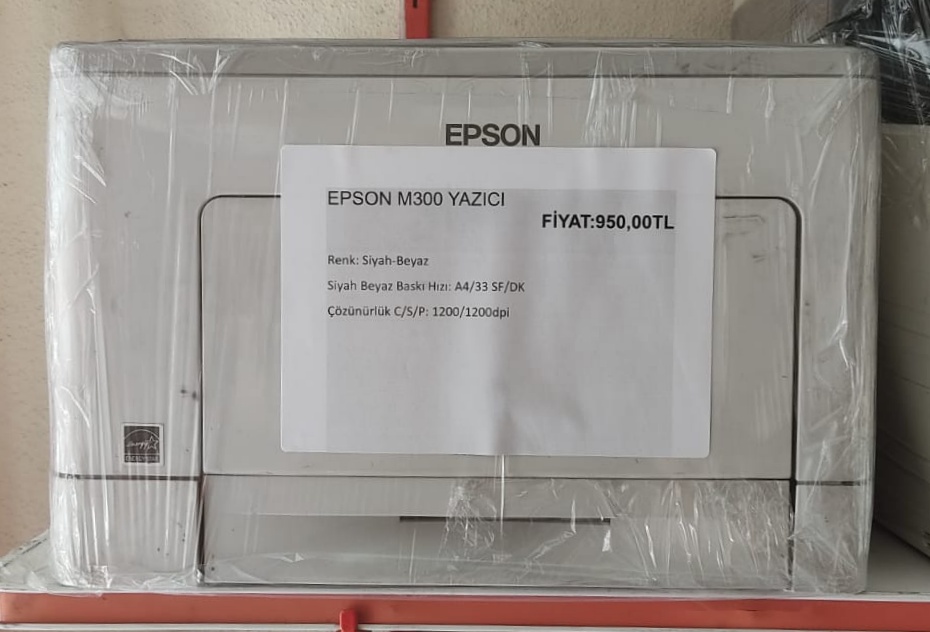 EPSON
EPSON M300 YAZICI
FİYAT:950,00TL
Renk: Siyah-Beyaz
Siyah Beyaz Baskı Hızı: A4/33 SF/DK
Çözünürlük C/S/P: 1200/1200dpi